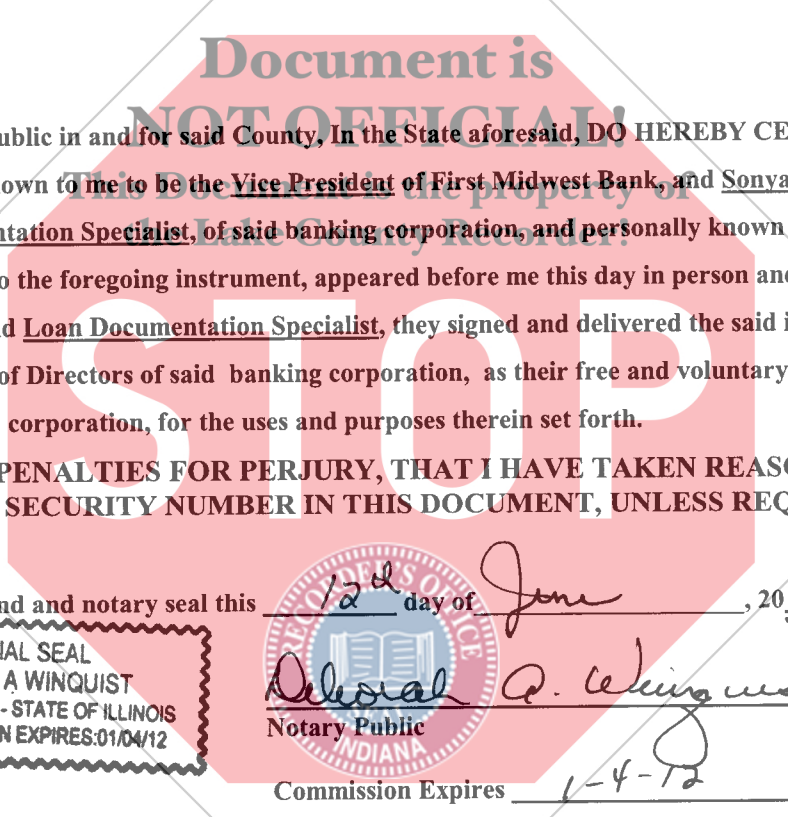 Document is
NOT OFFICIAL!
This Document is the property of
the Lake County Recorder!
STOP
ublic in and for said County, In the State aforesaid, DO HEREBY CE
own to me to be the Vice President of First Midwest Bank, and Sonya
ntation Specialist, of said banking corporation, and personally known
o the foregoing instrument, appeared before me this day in person and
d Loan Documentation Specialist, they signed and delivered the said i
of Directors of said banking corporation, as their free and voluntary
corporation, for the uses and purposes therein set forth.
PENALTIES FOR PERJURY, THAT I HAVE TAKEN REASO
SECURITY NUMBER IN THIS DOCUMENT, UNLESS REQ
nd and notary seal this 12d day of June , 20
IAL SEAL
A WINQUIST
- STATE OF ILLINOIS
N EXPIRES:01/04/12
RECORDER'S OFFICE
INDIANA
Deborah A. Winquis
Notary Public
Commission Expires 1-4-12